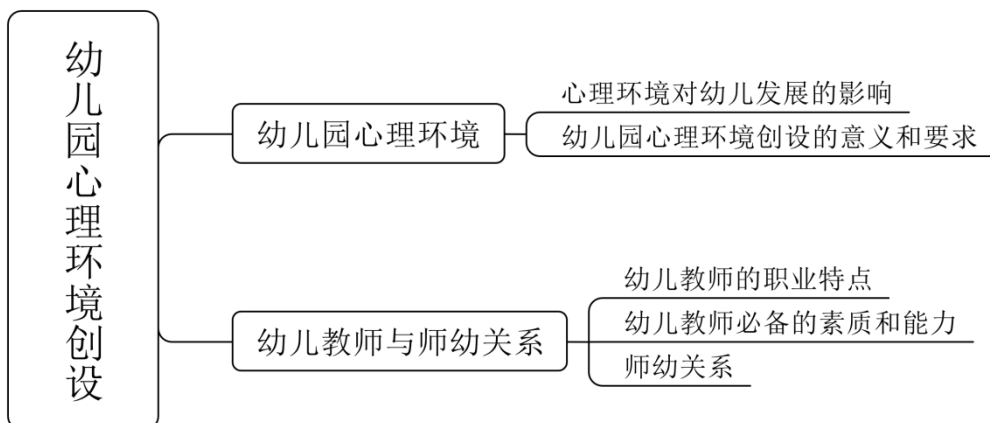 幼儿园心理环境创设
幼儿园心理环境
心理环境对幼儿发展的影响
幼儿园心理环境创设的意义和要求
幼儿教师与师幼关系
幼儿教师的职业特点
幼儿教师必备的素质和能力
师幼关系